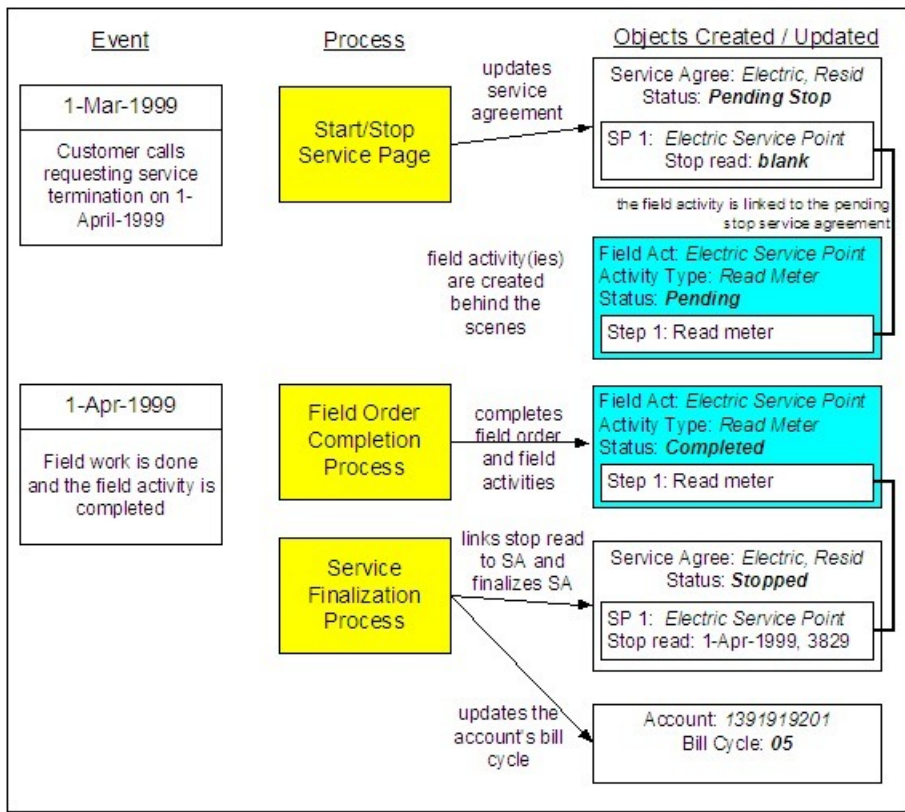 Event
Process
Objects Created / Updated
1-Mar-1999
Customer calls
requesting service
termination on 1-
April-1999
Start/Stop
Service Page
updates
service
agreement
Service Agree: Electric, Resid
Status: Pending Stop
SP 1: Electric Service Point
Stop read: blank
the field activity is linked to the pending
stop service agreement
field activity(ies)
are created
behind the
scenes
Field Act: Electric Service Point
Activity Type: Read Meter
Status: Pending
Step 1: Read meter
1-Apr-1999
Field work is done
and the field activity is
completed
Field Order
Completion
Process
completes
field order
and field
activities
Field Act: Electric Service Point
Activity Type: Read Meter
Status: Completed
Step 1: Read meter
Service
Finalization
Process
links stop read
to SA and
finalizes SA
Service Agree: Electric, Resid
Status: Stopped
SP 1: Electric Service Point
Stop read: 1-Apr-1999, 3829
updates the
account's bill
cycle
Account: 1391919201
Bill Cycle: 05